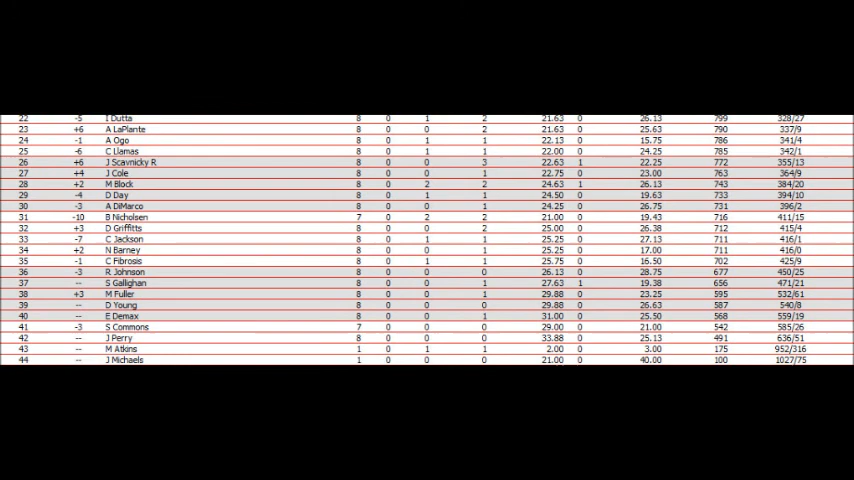 22 -5 I Dutta 8 0 1 2 21.63 0 26.13 799 328/27
23 +6 A LaPlante 8 0 0 2 21.63 0 25.63 790 337/9
24 -1 A Ogo 8 0 1 1 22.13 0 15.75 786 341/4
25 -6 C Llamas 8 0 1 1 22.00 0 24.75 785 342/1
26 +6 J Scavnicky R 8 0 0 3 22.63 1 22.25 772 355/13
27 +4 J Cole 8 0 0 1 22.75 0 23.00 763 364/9
28 +2 M Block 8 0 2 2 24.63 1 26.13 743 384/20
29 -4 D Day 8 0 1 1 24.50 0 19.63 733 394/10
30 -3 A DiMarco 8 0 0 1 24.25 0 26.75 731 396/2
31 -10 B Nicholsen 7 0 2 2 21.00 0 19.43 716 411/15
32 +3 D Griffitts 8 0 0 2 25.00 0 26.38 712 415/4
33 -7 C Jackson 8 0 1 1 25.25 0 27.13 711 416/1
34 +2 N Barney 8 0 0 1 25.50 0 17.00 711 416/0
35 -1 C Fibrosis 8 0 1 1 25.75 0 16.50 702 425/9
36 -3 R Johnson 8 0 0 0 26.13 0 28.75 677 450/25
37 -- S Gallighan 8 0 0 1 27.63 1 19.38 656 471/21
38 +3 M Fuller 8 0 0 1 29.88 0 23.25 595 532/61
39 -- D Young 8 0 0 0 29.88 0 26.63 587 540/8
40 -- E Demax 8 0 0 1 31.00 0 25.50 568 559/19
41 -3 S Commons 7 0 0 0 29.00 0 21.00 542 585/26
42 -- J Perry 8 0 0 0 33.88 0 25.13 491 636/51
43 -- M Atkins 1 0 1 1 2.00 0 3.00 175 952/316
44 -- J Michaels 1 0 0 0 21.00 0 40.00 100 1027/75